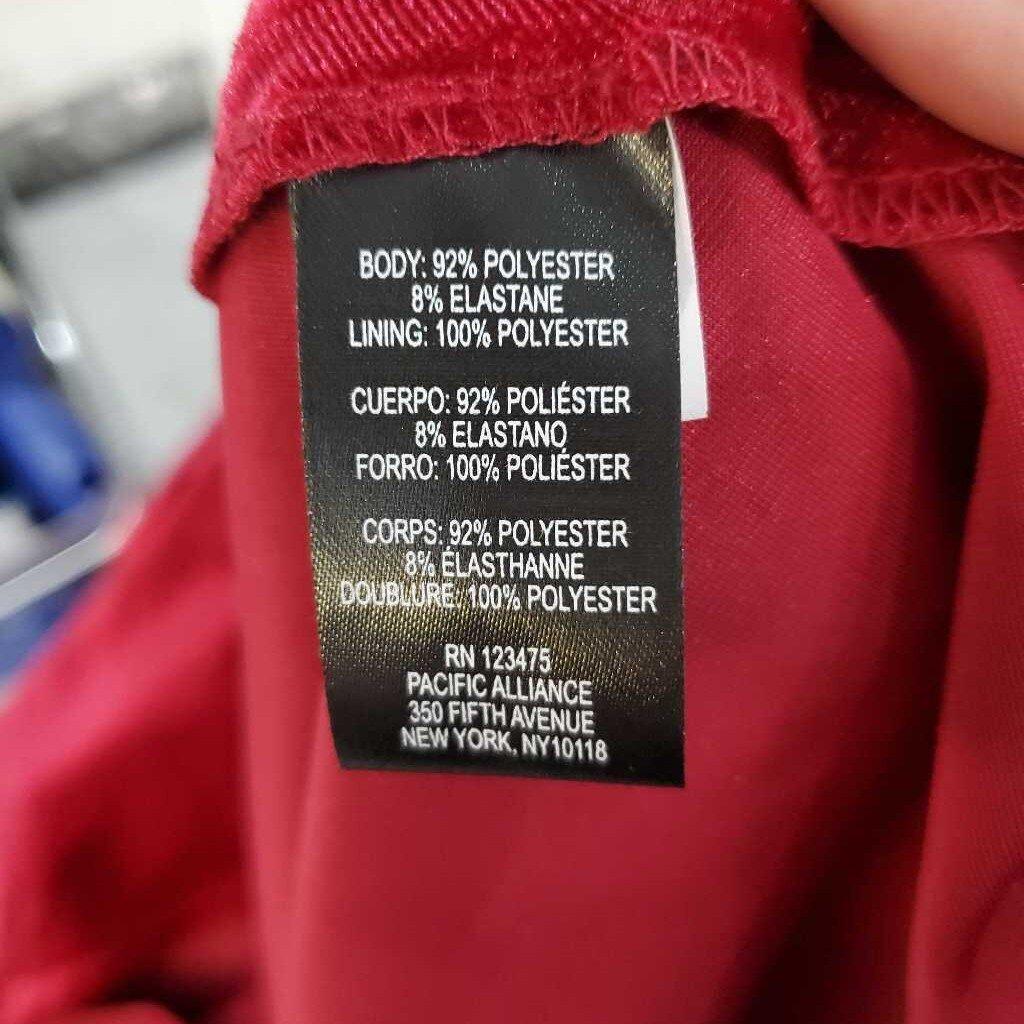 BODY: 92% POLYESTER
8% ELASTANE
LINING: 100% POLYESTER
CUERPO: 92% POLIÉSTER
8% ELASTANO
FORRO: 100% POLIÉSTER
CORPS: 92% POLYESTER
8% ÉLASTHANNE
DOUBLURE: 100% POLYESTER
RN 123475
PACIFIC ALLIANCE
350 FIFTH AVENUE
NEW YORK, NY10118